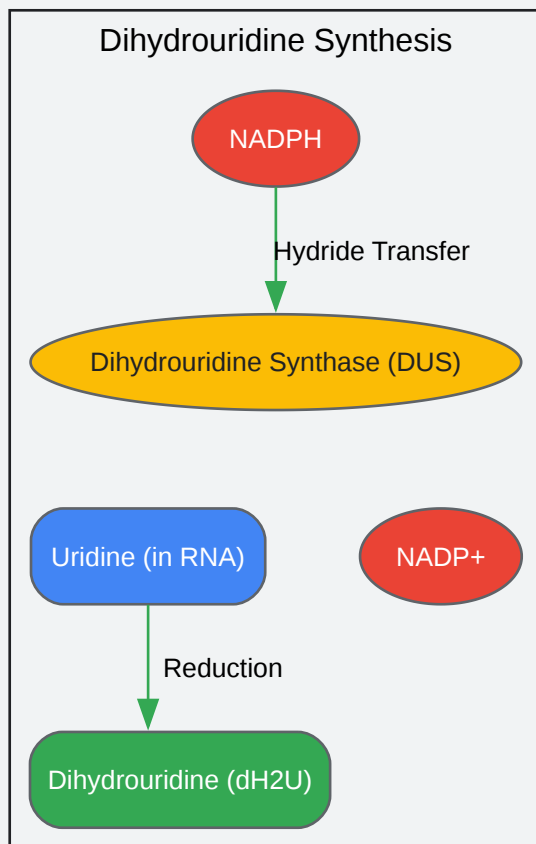 Dihydrouridine Synthesis
NADPH
Hydride Transfer
Dihydrouridine Synthase (DUS)
Uridine (in RNA)
NADP+
Reduction
Dihydrouridine (dH2U)